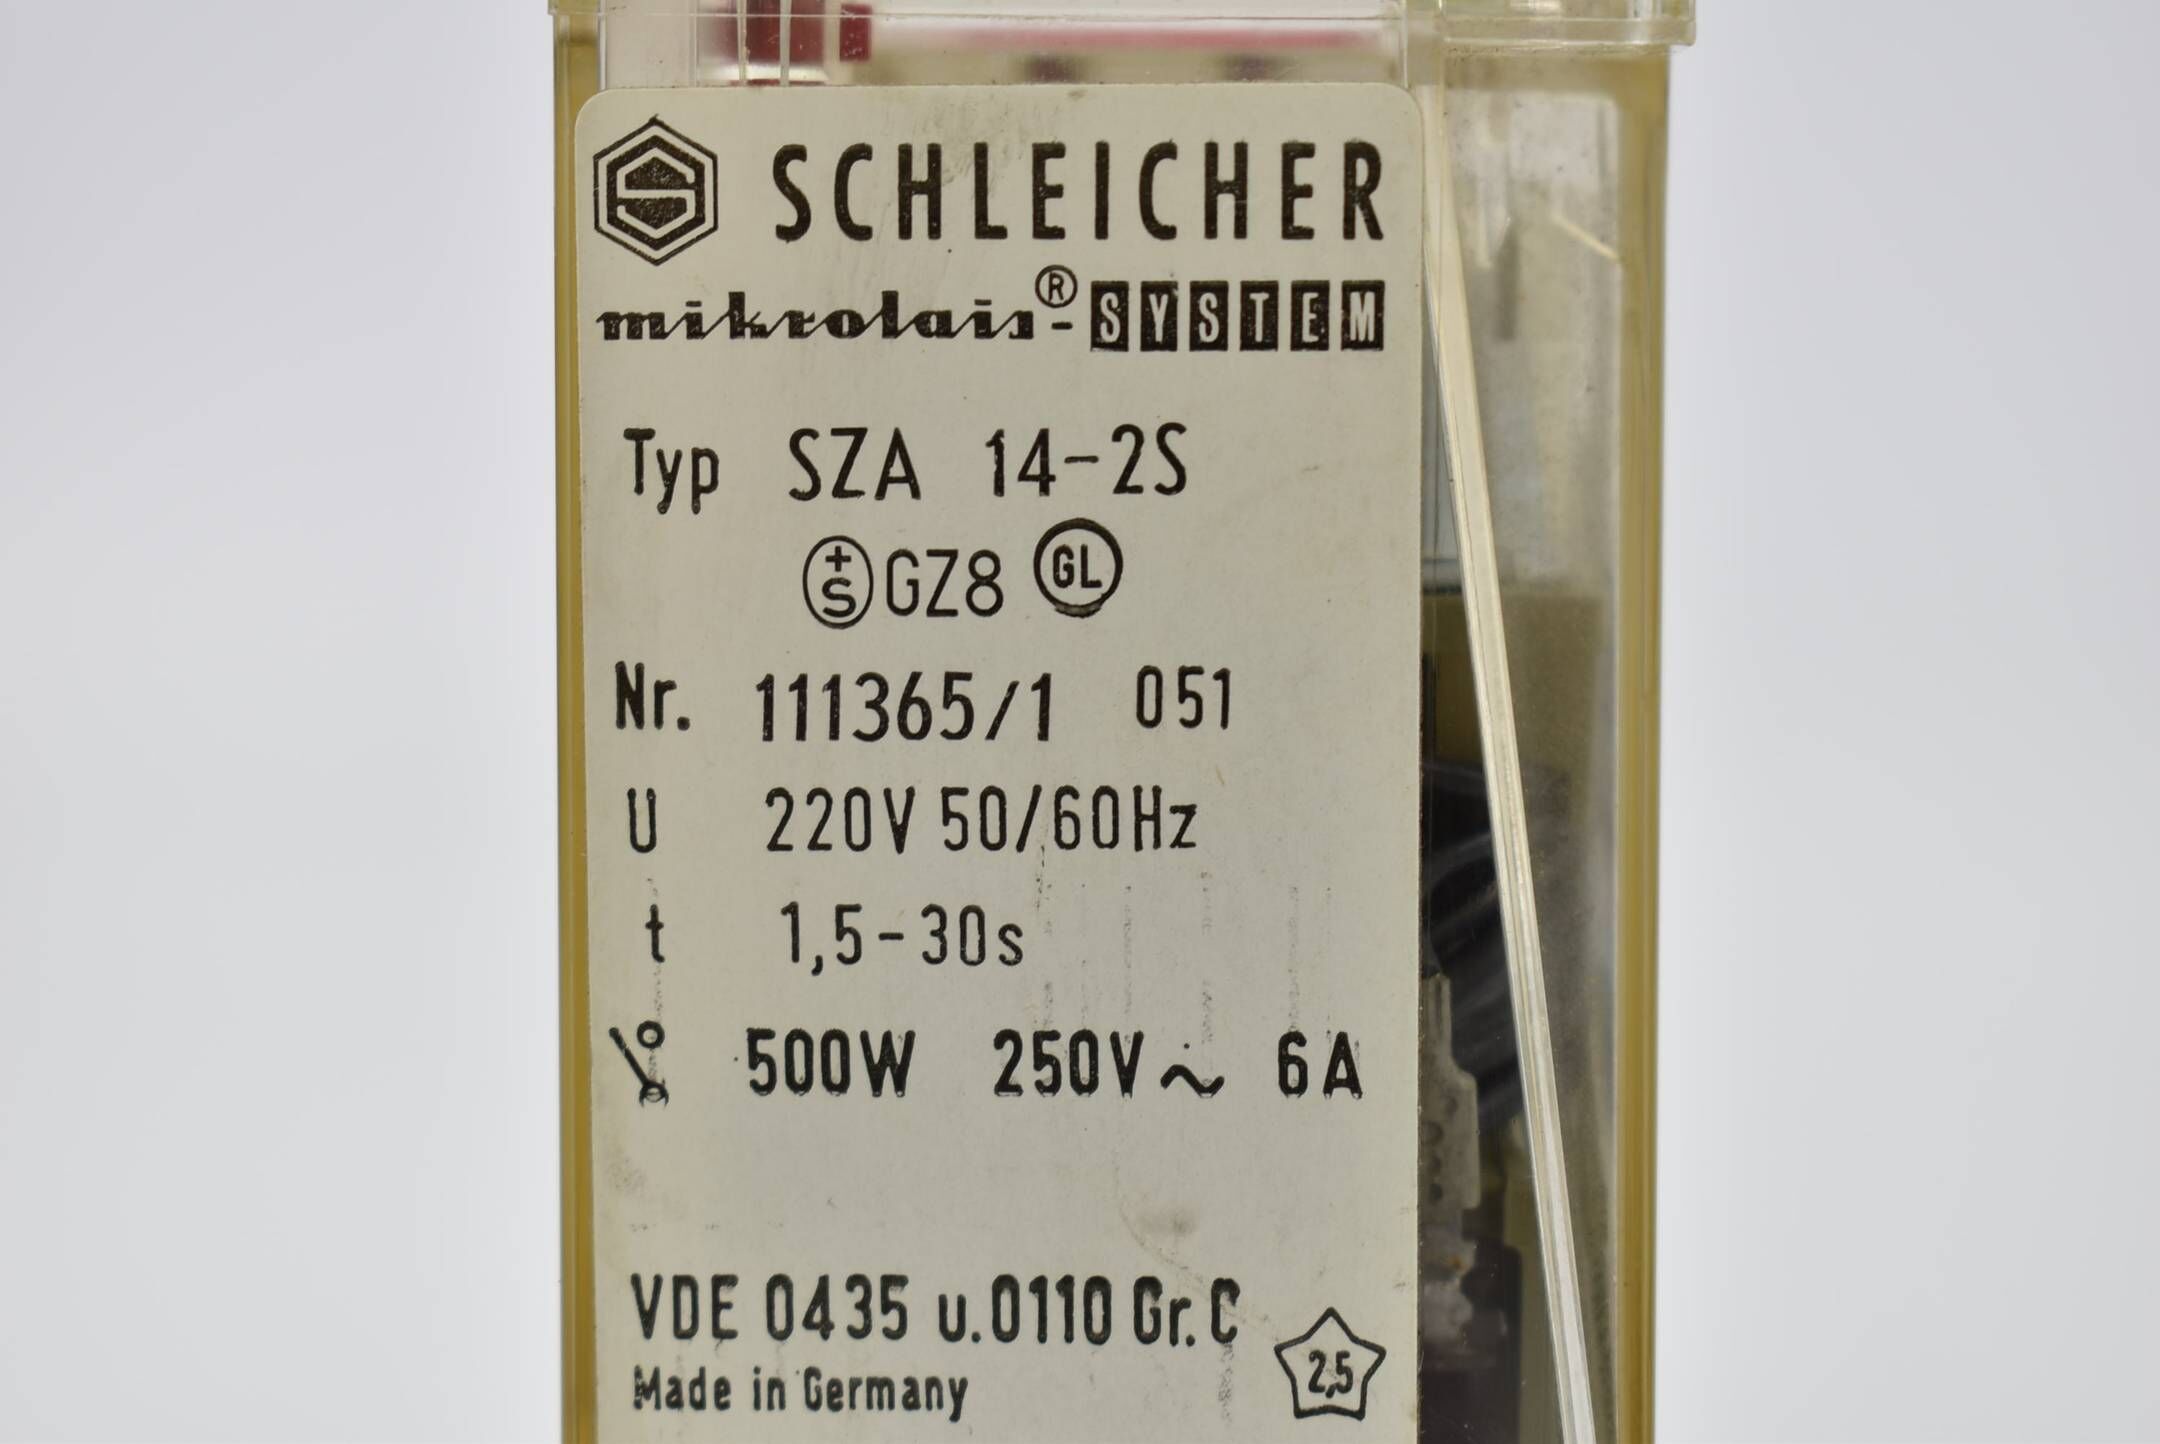 SCHLEICHER
mikrolais®-SYSTEM
Typ SZA 14-2S
+S GZ8 GL
Nr. 111365/1 051
U 220V 50/60Hz
t 1,5-30s
500W 250V~ 6A
VDE 0435 u.0110 Gr.C
Made in Germany
2,5